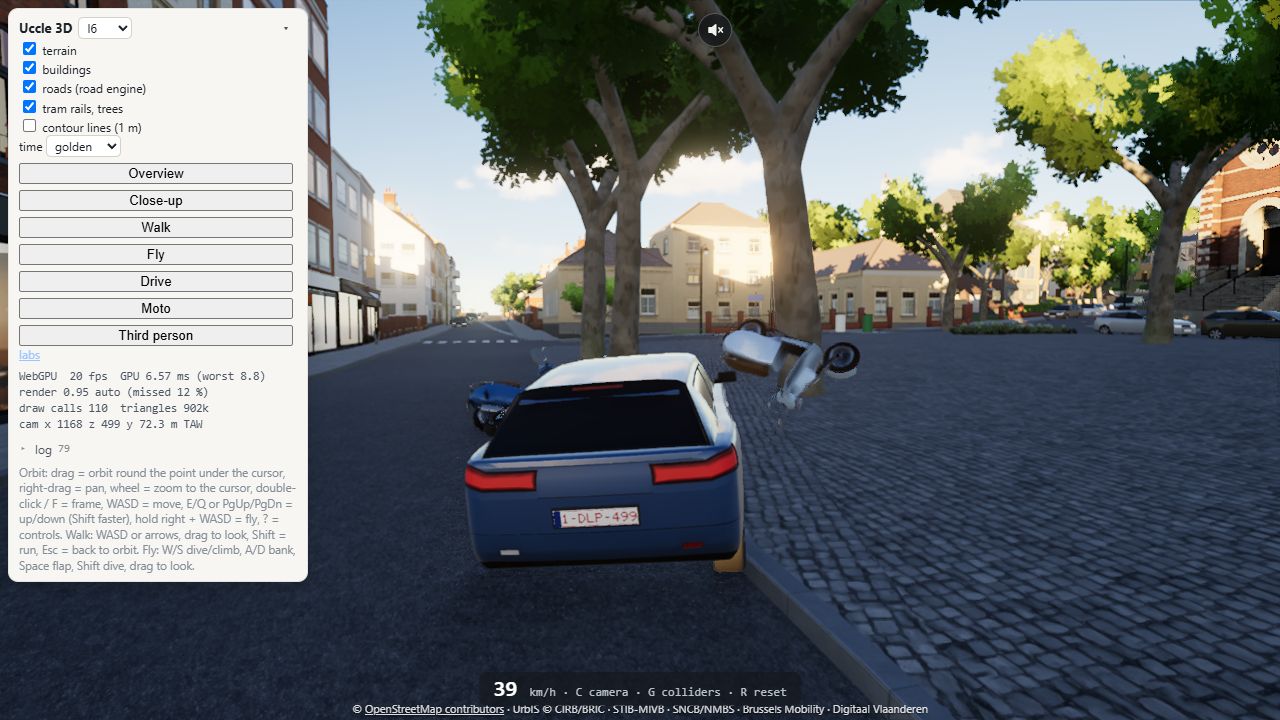 Uccle 3D l6
terrain
buildings
roads (road engine)
tram rails, trees
contour lines (1 m)
time golden
Overview
Close-up
Walk
Fly
Drive
Moto
Third person
labs
WebGPU 20 fps GPU 6.57 ms (worst 8.8)
render 0.95 auto (missed 12 %)
draw calls 110 triangles 902k
cam x 1168 z 499 y 72.3 m TAW
log 79
Orbit: drag = orbit round the point under the cursor,
right-drag = pan, wheel = zoom to the cursor, double-
click / F = frame, WASD = move, E/Q or PgUp/PgDn =
up/down (Shift faster), hold right + WASD = fly, ? =
controls. Walk: WASD or arrows, drag to look, Shift =
run, Esc = back to orbit. Fly: W/S dive/climb, A/D bank,
Space flap, Shift dive, drag to look.
1-DLP-499
39 km/h · C camera · G colliders · R reset
© OpenStreetMap contributors · UrbIS © CIRB/BRIC · STIB-MIVB · SNCB/NMBS · Brussels Mobility · Digitaal Vlaanderen